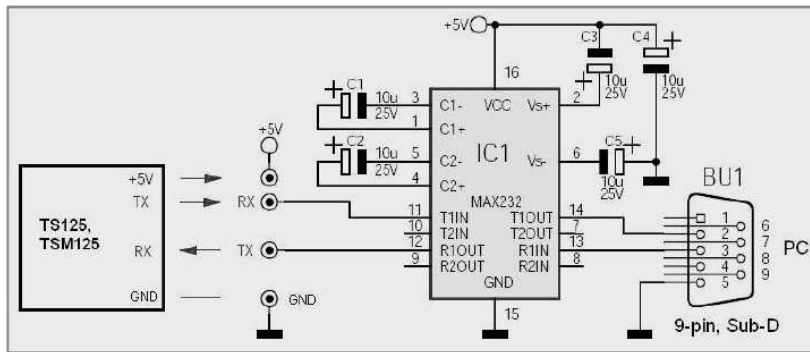 +5V
C3
C4
+
+
16
10u
25V
10u
25V
C1
+
10u
25V
3
C1-
VCC
Vs+
2
1
C1+
IC1
+5V
C2
+
10u
25V
5
C2-
Vs-
6
C5
+
10u
25V
4
C2+
MAX232
BU1
+5V
TX
RX
TS125,
TSM125
RX
TX
GND
GND
11
T1IN
T1OUT
14
10
T2IN
T2OUT
7
12
R1OUT
R1IN
13
9
R2OUT
R2IN
8
GND
15
1
6
2
7
3
8
4
9
5
PC
9-pin, Sub-D